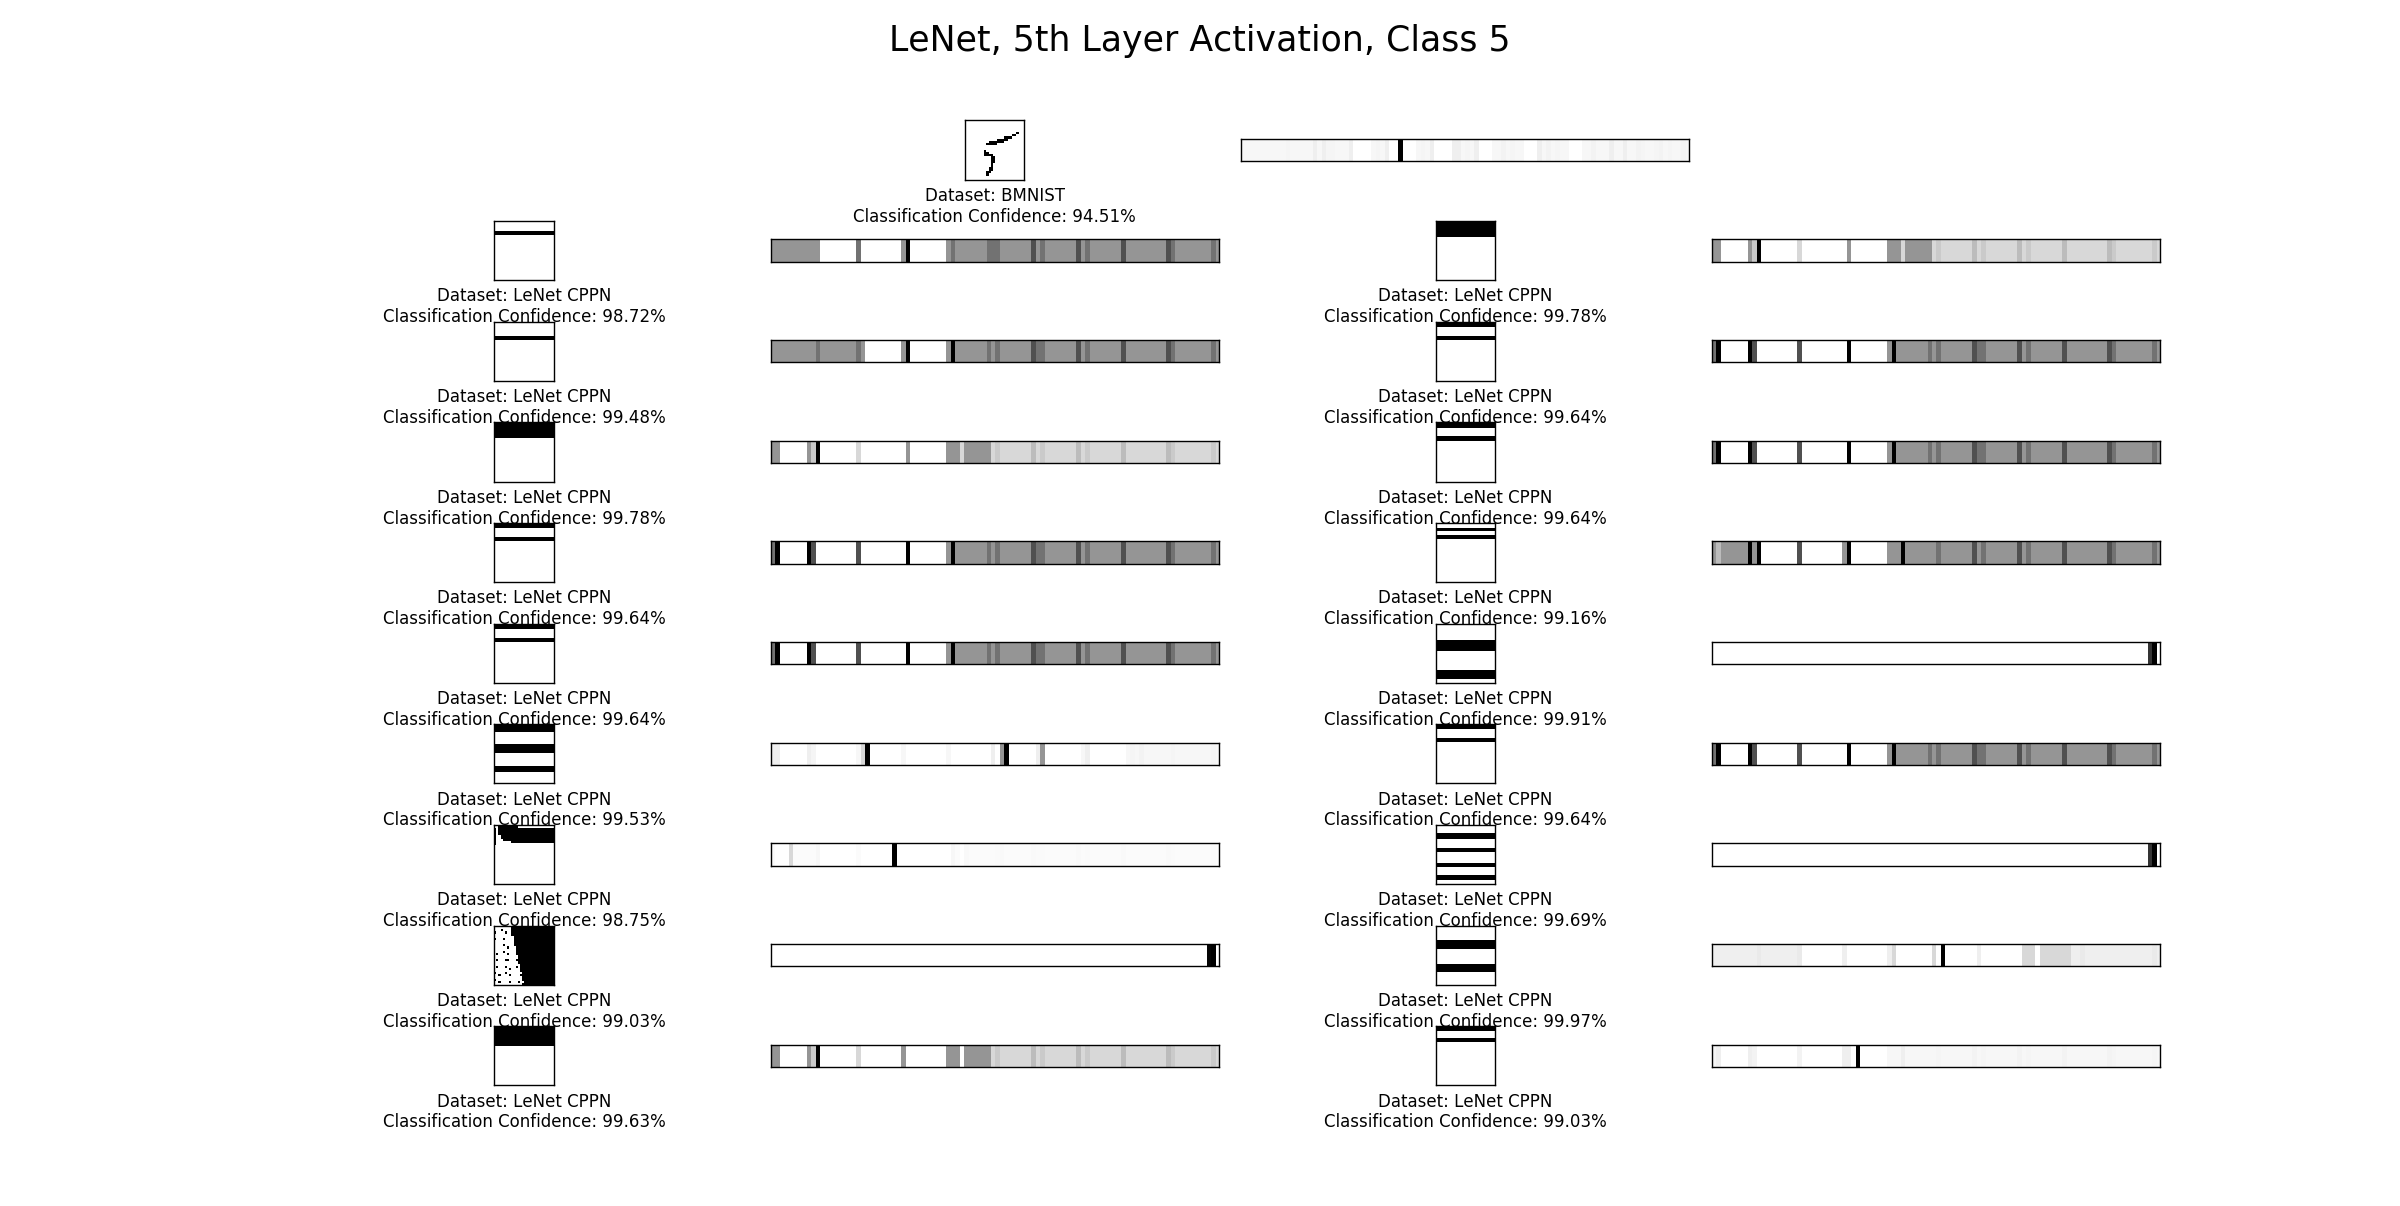 LeNet, 5th Layer Activation, Class 5
Dataset: BMNIST
Classification Confidence: 94.51%
Dataset: LeNet CPPN
Classification Confidence: 98.72%
Dataset: LeNet CPPN
Classification Confidence: 99.78%
Dataset: LeNet CPPN
Classification Confidence: 99.48%
Dataset: LeNet CPPN
Classification Confidence: 99.64%
Dataset: LeNet CPPN
Classification Confidence: 99.78%
Dataset: LeNet CPPN
Classification Confidence: 99.64%
Dataset: LeNet CPPN
Classification Confidence: 99.64%
Dataset: LeNet CPPN
Classification Confidence: 99.16%
Dataset: LeNet CPPN
Classification Confidence: 99.64%
Dataset: LeNet CPPN
Classification Confidence: 99.91%
Dataset: LeNet CPPN
Classification Confidence: 99.53%
Dataset: LeNet CPPN
Classification Confidence: 99.64%
Dataset: LeNet CPPN
Classification Confidence: 98.75%
Dataset: LeNet CPPN
Classification Confidence: 99.69%
Dataset: LeNet CPPN
Classification Confidence: 99.03%
Dataset: LeNet CPPN
Classification Confidence: 99.97%
Dataset: LeNet CPPN
Classification Confidence: 99.63%
Dataset: LeNet CPPN
Classification Confidence: 99.03%